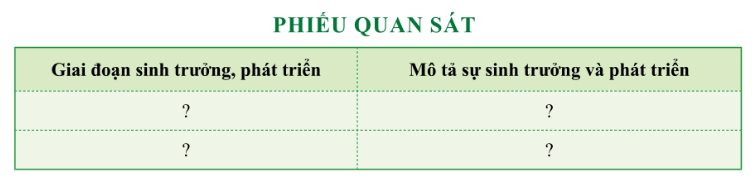 PHIẾU QUAN SÁT
Giai đoạn sinh trưởng, phát triển Mô tả sự sinh trưởng và phát triển
? ?
? ?